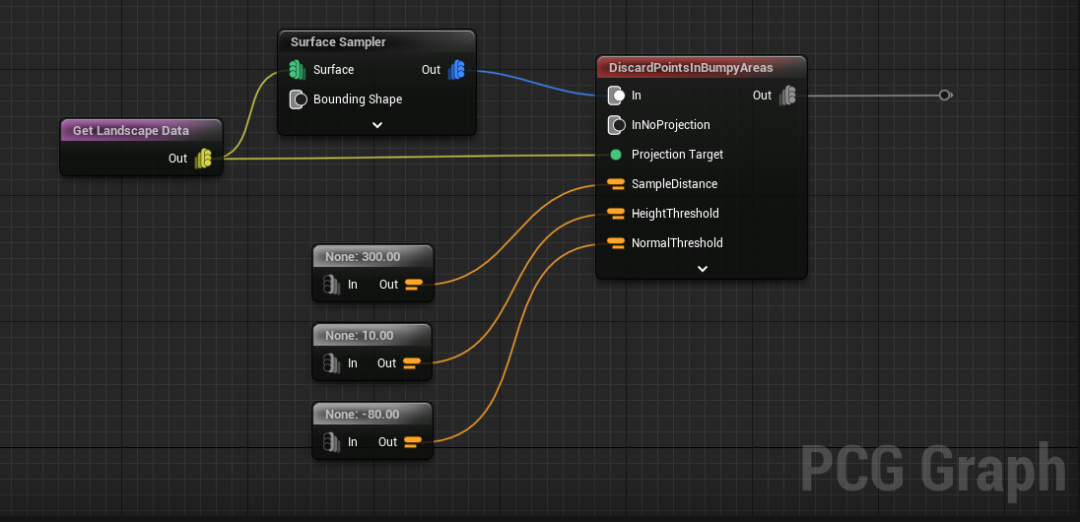 Surface Sampler
Surface Out
Bounding Shape
Get Landscape Data
Out
DiscardPointsInBumpyAreas
In Out
InNoProjection
Projection Target
SampleDistance
HeightThreshold
NormalThreshold
None: 300.00
In Out
None: 10.00
In Out
None: -80.00
In Out
PCG Graph